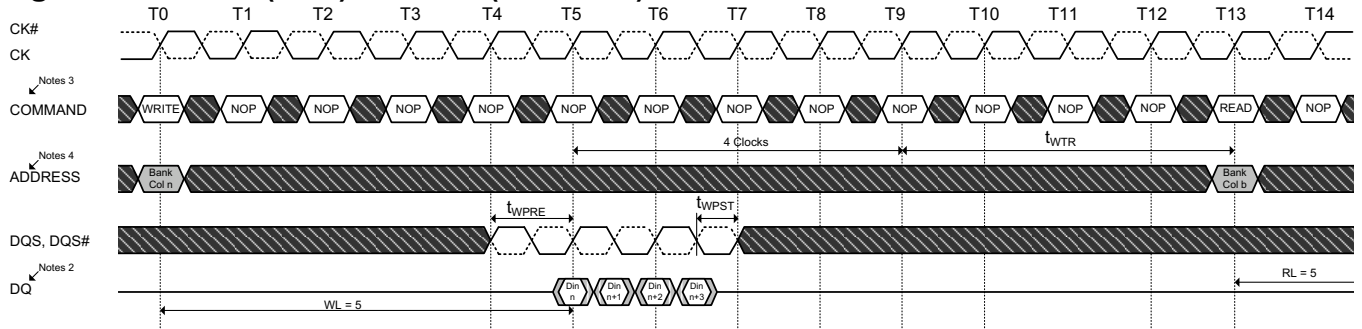 T0 T1 T2 T3 T4 T5 T6 T7 T8 T9 T10 T11 T12 T13 T14
CK#
CK
Notes 3
COMMAND WRITE NOP NOP NOP NOP NOP NOP NOP NOP NOP NOP NOP NOP READ NOP
4 Clocks tWTR
Notes 4
ADDRESS Bank Col n Bank Col b
tWPRE tWPST
DQS, DQS#
Notes 2
DQ Din n Din n+1 Din n+2 Din n+3
WL = 5 RL = 5